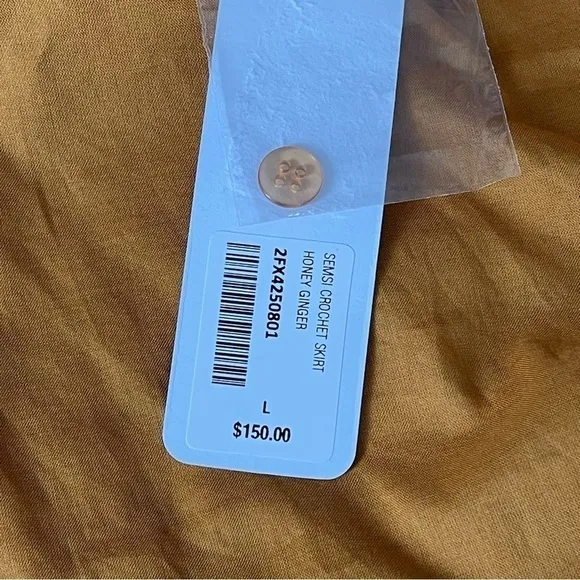 SEMSI CROCHET SKIRT
HONEY GINGER
2FX4250801
L
$150.00